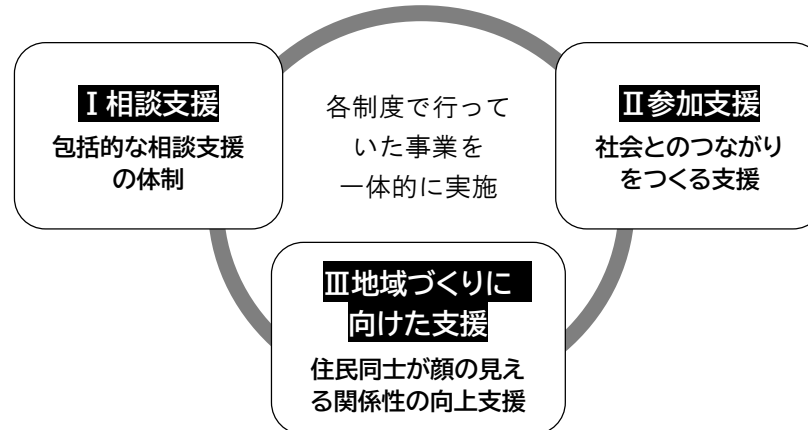 Ⅰ相談支援
包括的な相談支援
の体制
各制度で行って
いた事業を
一体的に実施
Ⅱ参加支援
社会とのつながり
をつくる支援
Ⅲ地域づくりに
向けた支援
住民同士が顔の見え
る関係性の向上支援